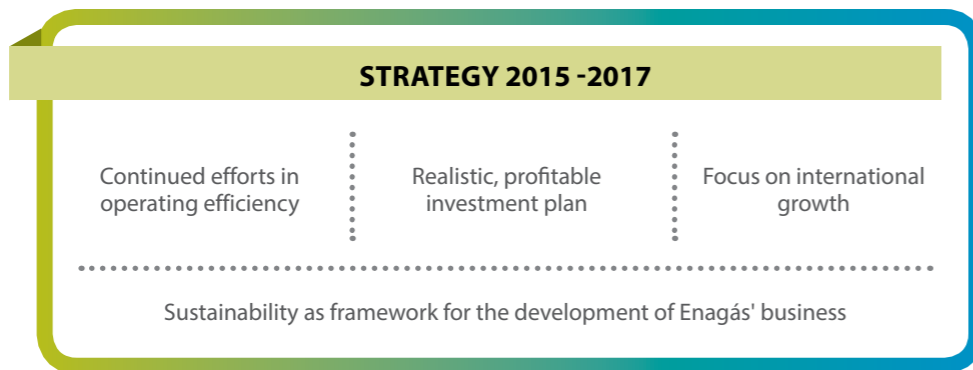 STRATEGY 2015 -2017
Continued efforts in
operating efficiency
Realistic, profitable
investment plan
Focus on international
growth
Sustainability as framework for the development of Enagás' business